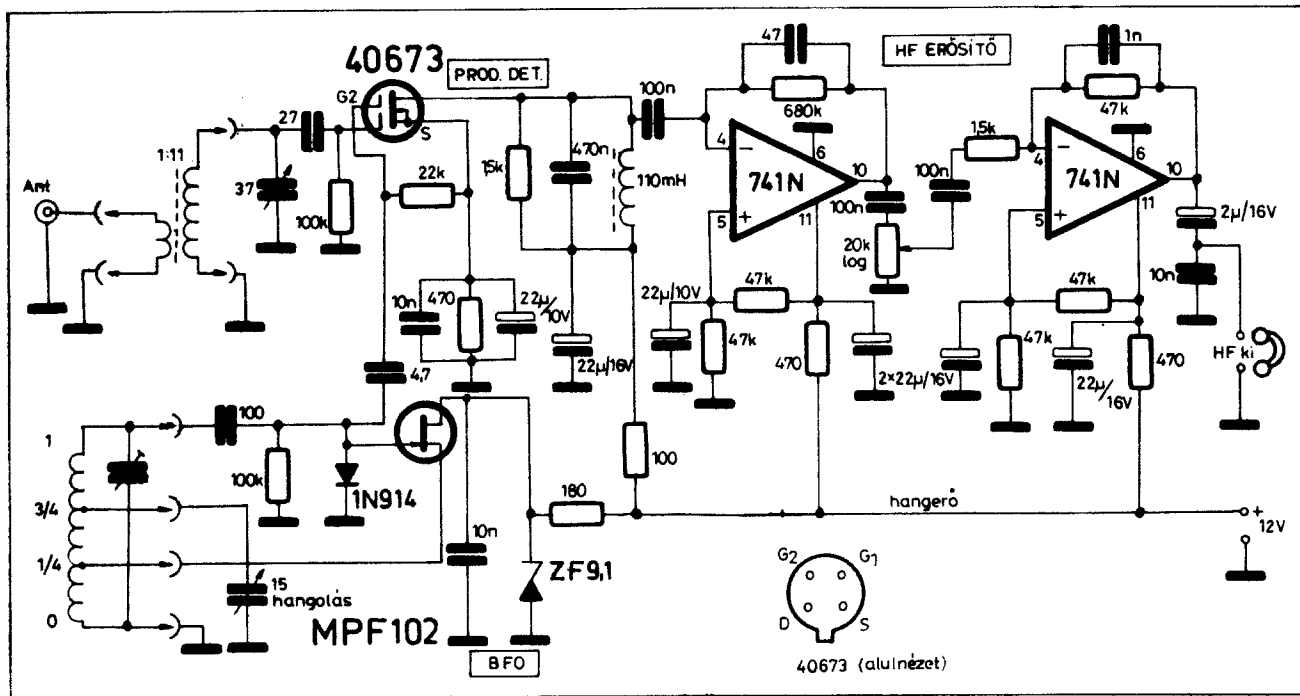 40673
PROD. DET.
HF ERŐSÍTŐ
G2
S
27
1:11
Ant
37
100k
22k
1,5k
470n
110mH
100n
47
680k
4
6
741N
10
5
11
100n
20k
log
100n
1,5k
1n
47k
4
6
741N
10
5
11
2µ/16V
10n
HF ki
10n
470
22µ/10V
22µ/16V
22µ/10V
47k
47k
470
2×22µ/16V
47k
47k
22µ/16V
470
4,7
100
1
3/4
1/4
0
100k
1N914
15
hangolás
MPF102
10n
180
100
ZF9,1
BFO
hangerő
+
12V
G2
G1
D
S
40673 (alulnézet)